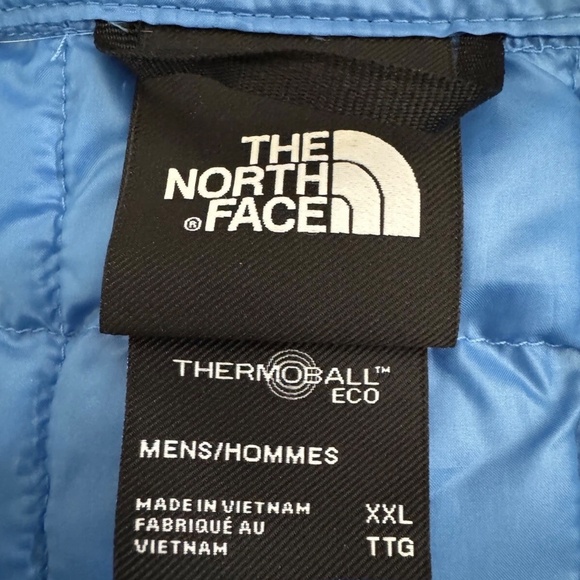 THE
NORTH
®FACE
THERMOBALL™
ECO
MENS/HOMMES
MADE IN VIETNAM XXL
FABRIQUÉ AU
VIETNAM TTG